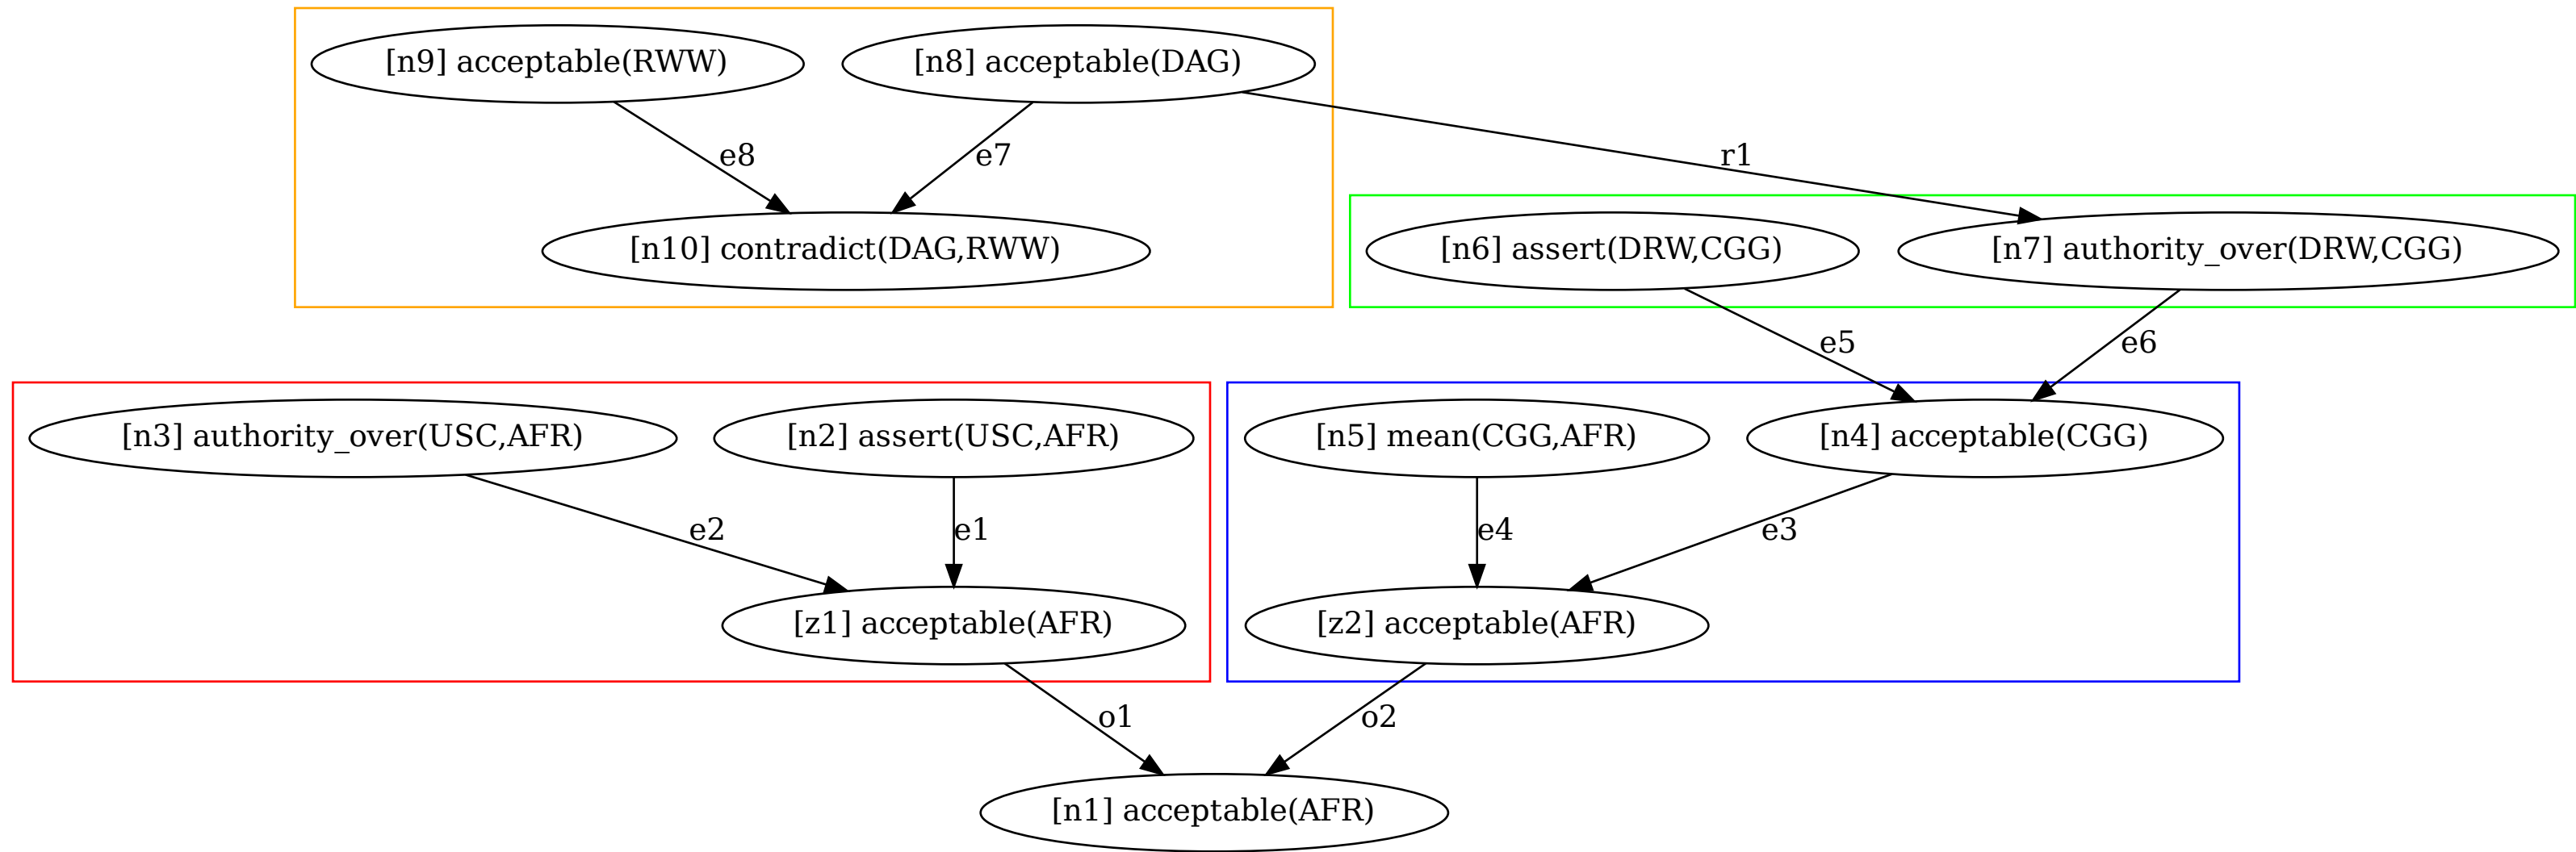 [n9] acceptable(RWW)
[n8] acceptable(DAG)
e8
e7
r1
[n10] contradict(DAG,RWW)
[n6] assert(DRW,CGG)
[n7] authority_over(DRW,CGG)
e5
e6
[n3] authority_over(USC,AFR)
[n2] assert(USC,AFR)
[n5] mean(CGG,AFR)
[n4] acceptable(CGG)
e2
e1
e4
e3
[z1] acceptable(AFR)
[z2] acceptable(AFR)
o1
o2
[n1] acceptable(AFR)